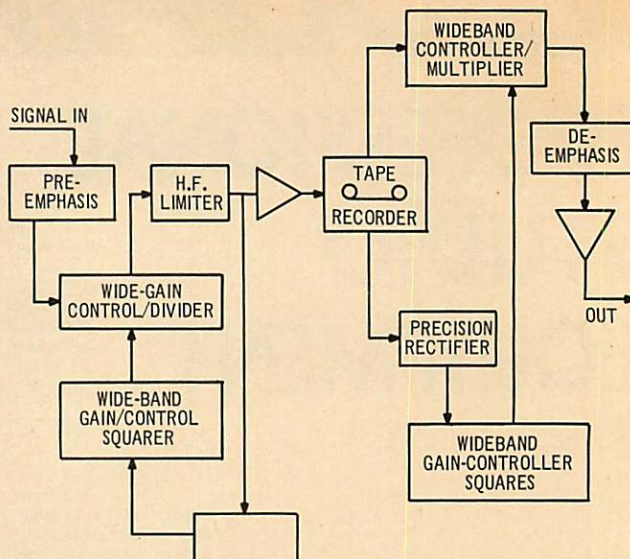 SIGNAL IN
PRE-
EMPHASIS
WIDE-GAIN
CONTROL/DIVIDER
WIDE-BAND
GAIN/CONTROL
SQUARER
H.F.
LIMITER
TAPE
RECORDER
WIDEBAND
CONTROLLER/
MULTIPLIER
DE-
EMPHASIS
OUT
PRECISION
RECTIFIER
WIDEBAND
GAIN-CONTROLLER
SQUARES